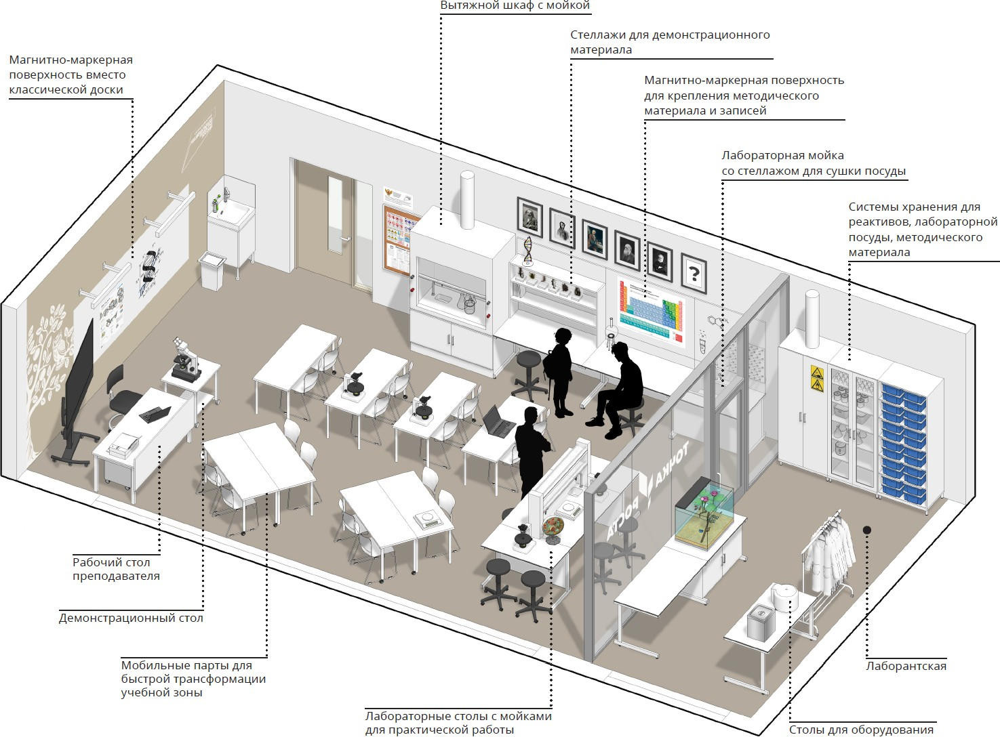 Вытяжной шкаф с мойкой
Стеллажи для демонстрационного
материала
Магнитно-маркерная
поверхность вместо
классической доски
Магнитно-маркерная поверхность
для крепления методического
материала и записей
Лабораторная мойка
со стеллажом для сушки посуды
Системы хранения для
реактивов, лабораторной
посуды, методического
материала
?
ТОЧКА
РОСТА
Рабочий стол
преподавателя
Демонстрационный стол
Мобильные парты для
быстрой трансформации
учебной зоны
Лабораторные столы с мойками
для практической работы
Лаборантская
Столы для оборудования